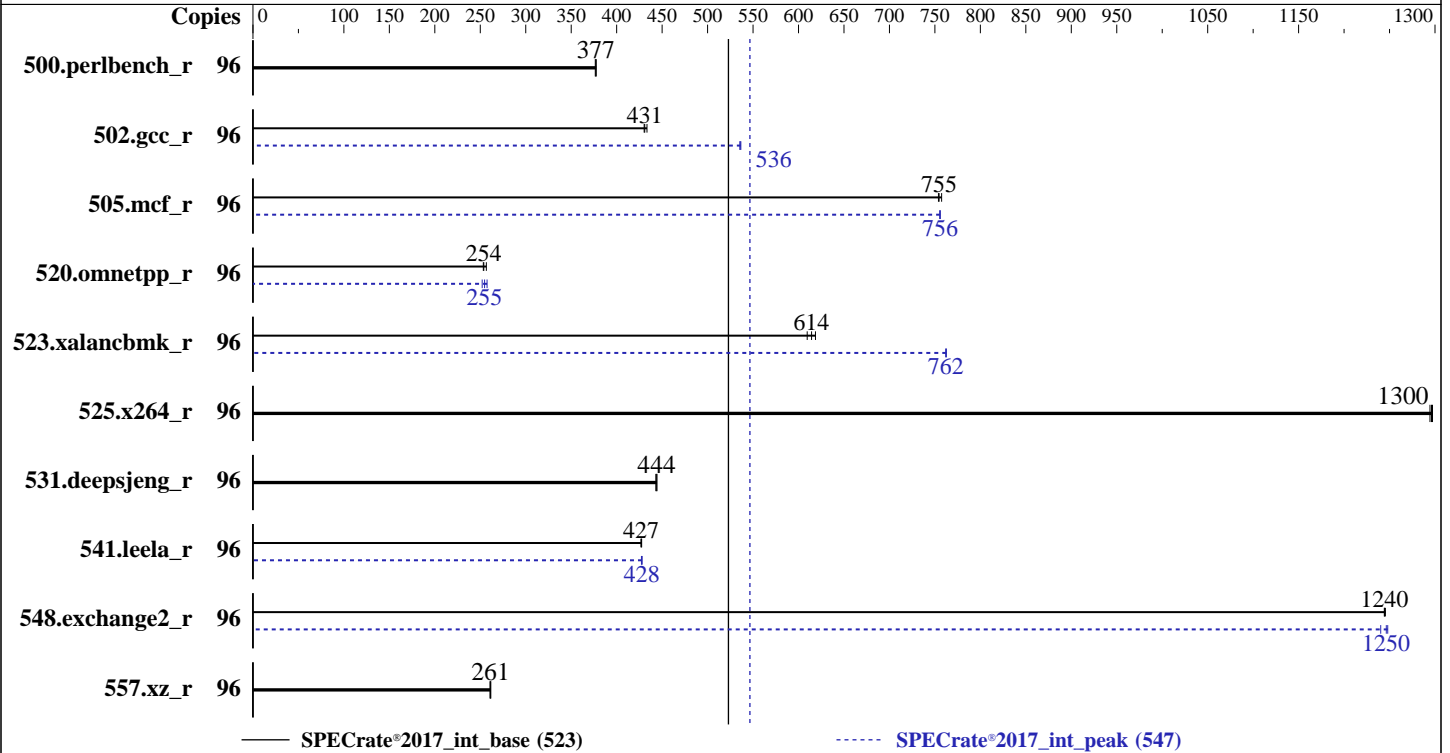 Copies 0 100 150 200 250 300 350 400 450 500 550 600 650 700 750 800 850 900 950 1050 1150 1300
500.perlbench_r 96 377
502.gcc_r 96 431
536
505.mcf_r 96 755
756
520.omnetpp_r 96 254
255
523.xalancbmk_r 96 614
762
525.x264_r 96 1300
531.deepsjeng_r 96 444
541.leela_r 96 427
428
548.exchange2_r 96 1240
1250
557.xz_r 96 261
SPECrate®2017_int_base (523) SPECrate®2017_int_peak (547)